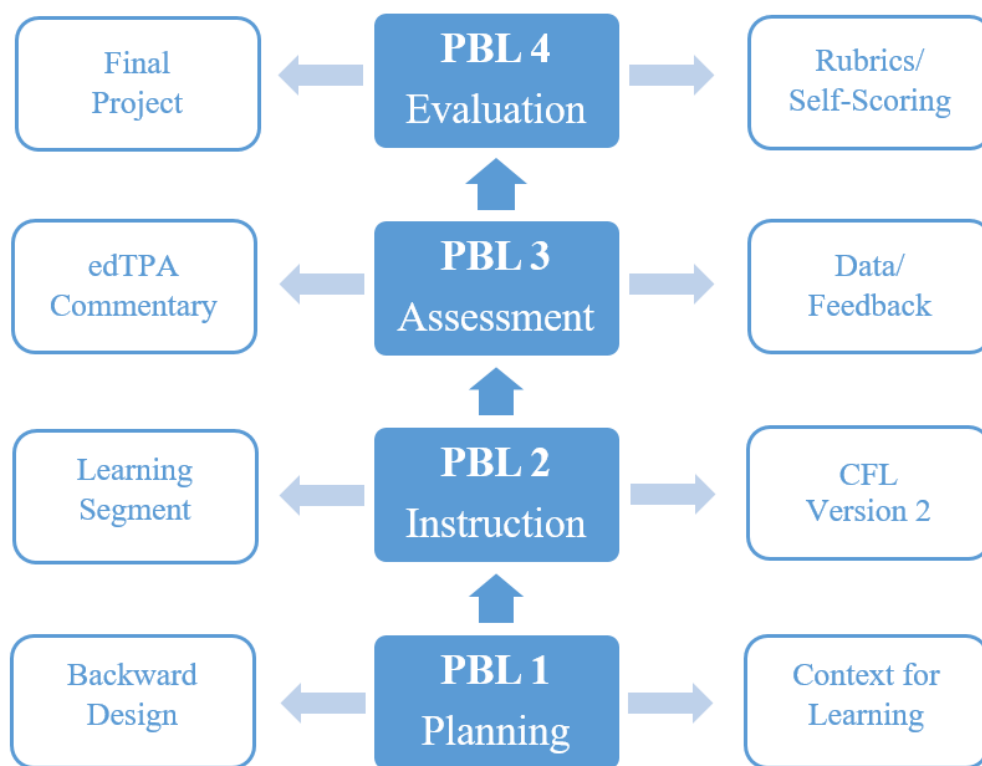 Final
Project
PBL 4
Evaluation
Rubrics/
Self-Scoring
edTPA
Commentary
PBL 3
Assessment
Data/
Feedback
Learning
Segment
PBL 2
Instruction
CFL
Version 2
Backward
Design
PBL 1
Planning
Context for
Learning